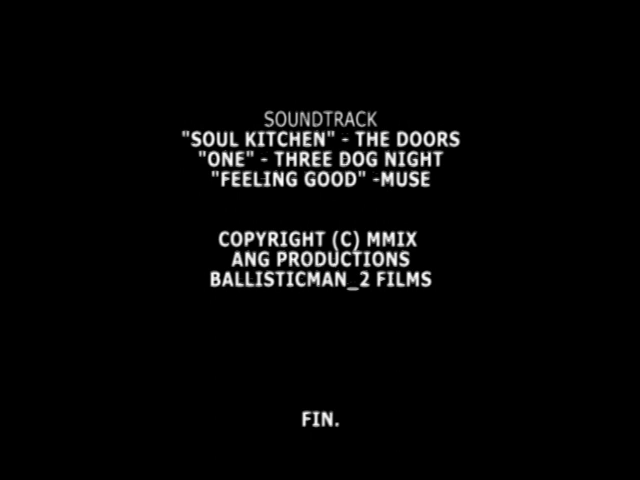 SOUNDTRACK
"SOUL KITCHEN" - THE DOORS
"ONE" - THREE DOG NIGHT
"FEELING GOOD" -MUSE
COPYRIGHT (C) MMIX
ANG PRODUCTIONS
BALLISTICMAN_2 FILMS
FIN.